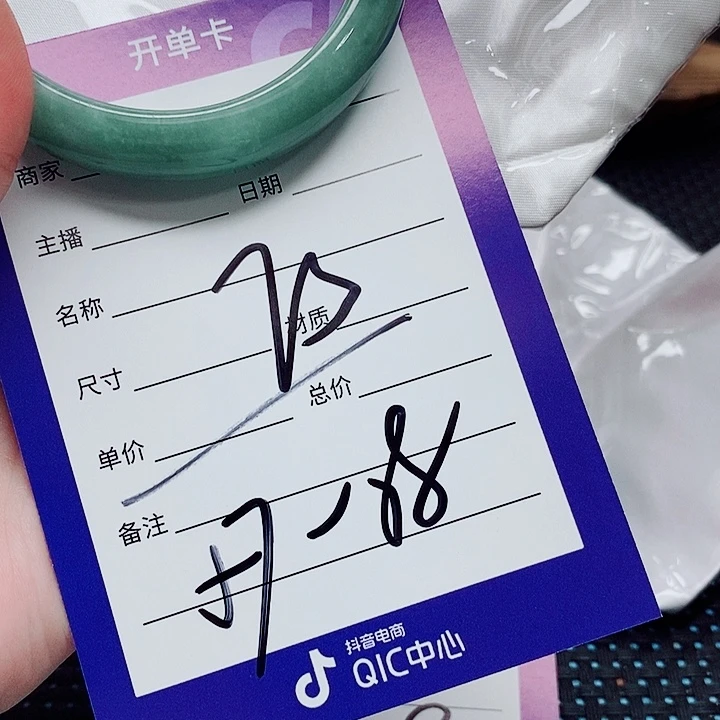 开单卡
商家
日期
主播
名称
材质
尺寸
总价
单价
备注
抖音电商
QIC中心